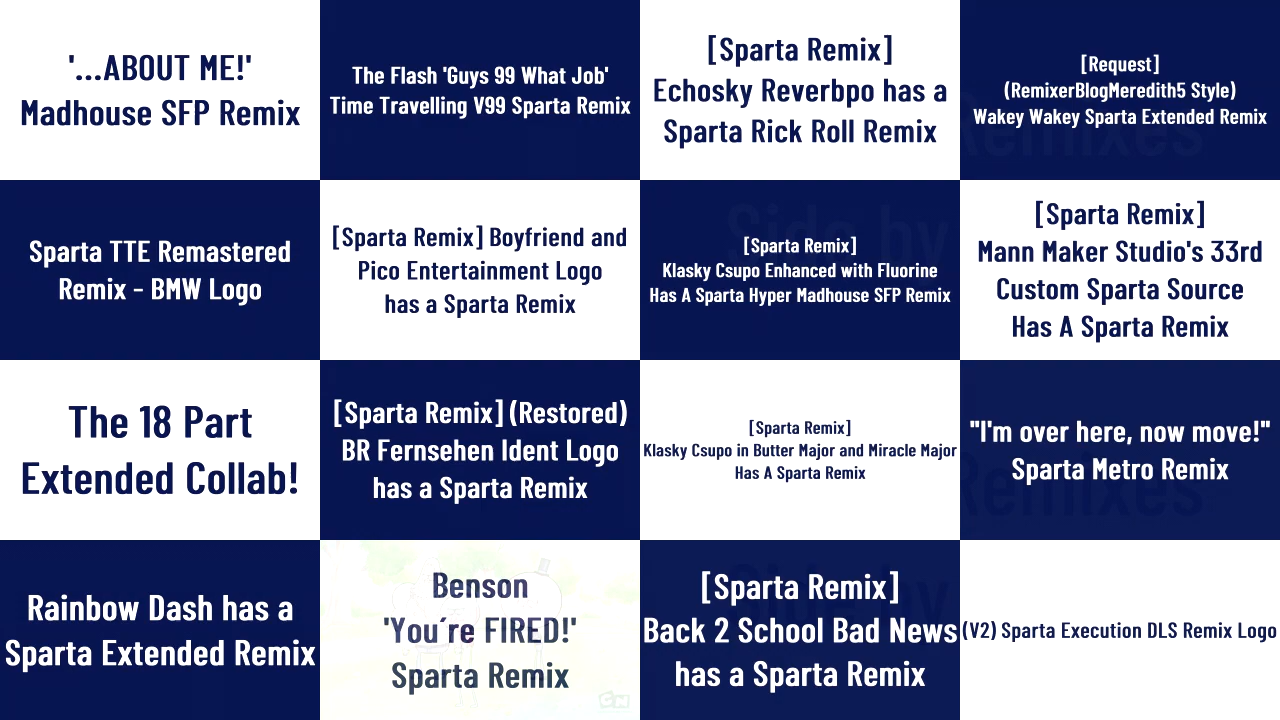 '...ABOUT ME!'
Madhouse SFP Remix
The Flash 'Guys 99 What Job'
Time Travelling V99 Sparta Remix
[Sparta Remix]
Echosky Reverbpo has a
Sparta Rick Roll Remix
[Request]
(RemixerBlogMeredith5 Style)
Wakey Wakey Sparta Extended Remix
Remixes
Sparta TTE Remastered
Remix - BMW Logo
[Sparta Remix] Boyfriend and
Pico Entertainment Logo
has a Sparta Remix
Side by
[Sparta Remix]
Klasky Csupo Enhanced with Fluorine
Has A Sparta Hyper Madhouse SFP Remix
[Sparta Remix]
Mann Maker Studio's 33rd
Custom Sparta Source
Has A Sparta Remix
The 18 Part
Extended Collab!
[Sparta Remix] (Restored)
BR Fernsehen Ident Logo
has a Sparta Remix
[Sparta Remix]
Klasky Csupo in Butter Major and Miracle Major
Has A Sparta Remix
"I'm over here, now move!"
Sparta Metro Remix
Remixes
Rainbow Dash has a
Sparta Extended Remix
Benson
'You´re FIRED!'
Sparta Remix
CN
[Sparta Remix]
Back 2 School Bad News
has a Sparta Remix
Side by
(V2) Sparta Execution DLS Remix Logo